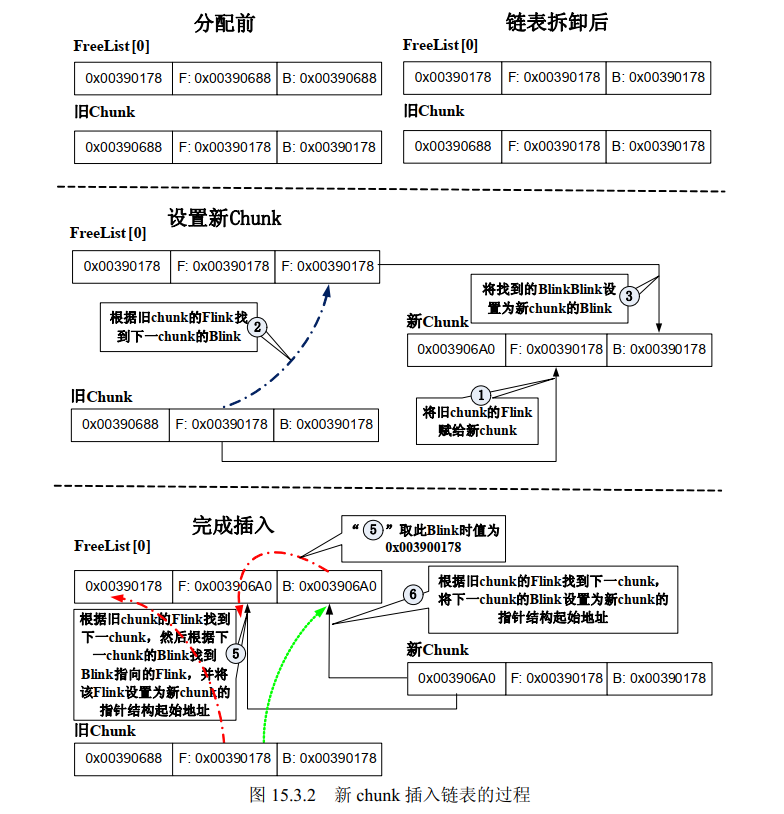 分配前
链表拆卸后
FreeList[0]
FreeList[0]
0x00390178 F: 0x00390688 B: 0x00390688
0x00390178 F: 0x00390178 B: 0x00390178
旧Chunk
旧Chunk
0x00390688 F: 0x00390178 B: 0x00390178
0x00390688 F: 0x00390178 B: 0x00390178
设置新Chunk
FreeList[0]
0x00390178 F: 0x00390178 F: 0x00390178
将找到的BlinkBlink设
置为新chunk的Blink
3
根据旧chunk的Flink找
到下一chunk的Blink
2
新Chunk
0x003906A0 F: 0x00390178 B: 0x00390178
旧Chunk
0x00390688 F: 0x00390178 B: 0x00390178
1
将旧chunk的Flink
赋给新chunk
完成插入
“⑤”取此Blink时值为
0x003900178
FreeList[0]
0x00390178 F: 0x003906A0 B: 0x003906A0
6
根据旧chunk的Flink找到下一chunk，
将下一chunk的Blink设置为新chunk的
指针结构起始地址
根据旧chunk的Flink找到
下一chunk，然后根据下
一chunk的Blink找到
Blink指向的Flink，并将
该Flink设置为新chunk的
指针结构起始地址
5
新Chunk
0x003906A0 F: 0x00390178 B: 0x00390178
旧Chunk
0x00390688 F: 0x00390178 B: 0x00390178
图 15.3.2 新 chunk 插入链表的过程